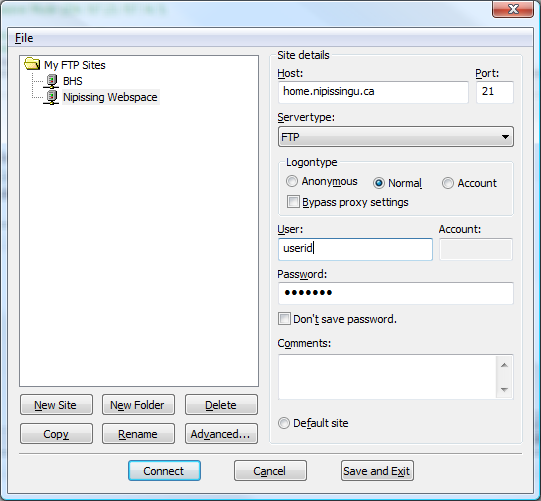 File
My FTP Sites
BHS
Nipissing Webspace
New Site
New Folder
Delete
Copy
Rename
Advanced...
Site details
Host:
Port:
home.nipissingu.ca
21
Servertype:
FTP
Logontype
Anonymous
Normal
Account
Bypass proxy settings
User:
Account:
userid
Password:
•••••••
Don't save password.
Comments:
Default site
Connect
Cancel
Save and Exit